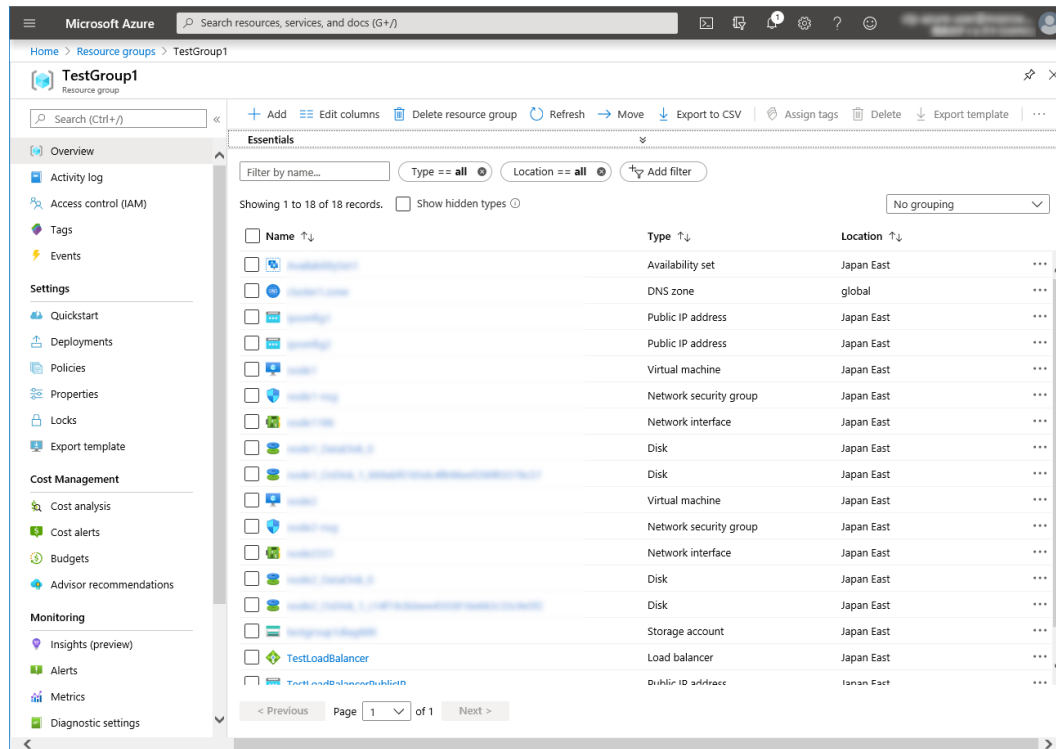 Microsoft Azure
Search resources, services, and docs (G+/)
1
Home > Resource groups > TestGroup1
TestGroup1
Resource group
Search (Ctrl+/)
Overview
Activity log
Access control (IAM)
Tags
Events
Settings
Quickstart
Deployments
Policies
Properties
Locks
Export template
Cost Management
Cost analysis
Cost alerts
Budgets
Advisor recommendations
Monitoring
Insights (preview)
Alerts
Metrics
Diagnostic settings
Add Edit columns Delete resource group Refresh Move Export to CSV Assign tags Delete Export template
Essentials
Filter by name... Type == all Location == all Add filter
Showing 1 to 18 of 18 records. Show hidden types No grouping
Name Type Location
Availability set Japan East
DNS DNS zone global
Public IP address Japan East
Public IP address Japan East
Virtual machine Japan East
Network security group Japan East
Network interface Japan East
Disk Japan East
Disk Japan East
Virtual machine Japan East
Network security group Japan East
Network interface Japan East
Disk Japan East
Disk Japan East
Storage account Japan East
TestLoadBalancer Load balancer Japan East
TestLoadBalancerPublicIP Public IP address Japan East
< Previous Page 1 of 1 Next >